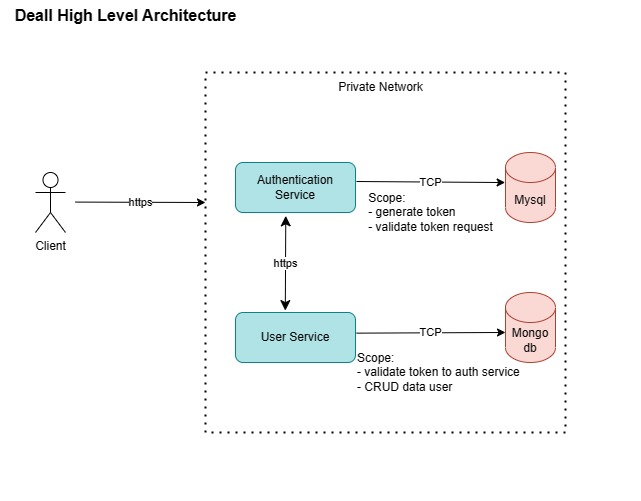 Deall High Level Architecture
Private Network
Authentication
Service
TCP
Mysql
Scope:
- generate token
- validate token request
https
Client
https
User Service
TCP
Mongo
db
Scope:
- validate token to auth service
- CRUD data user